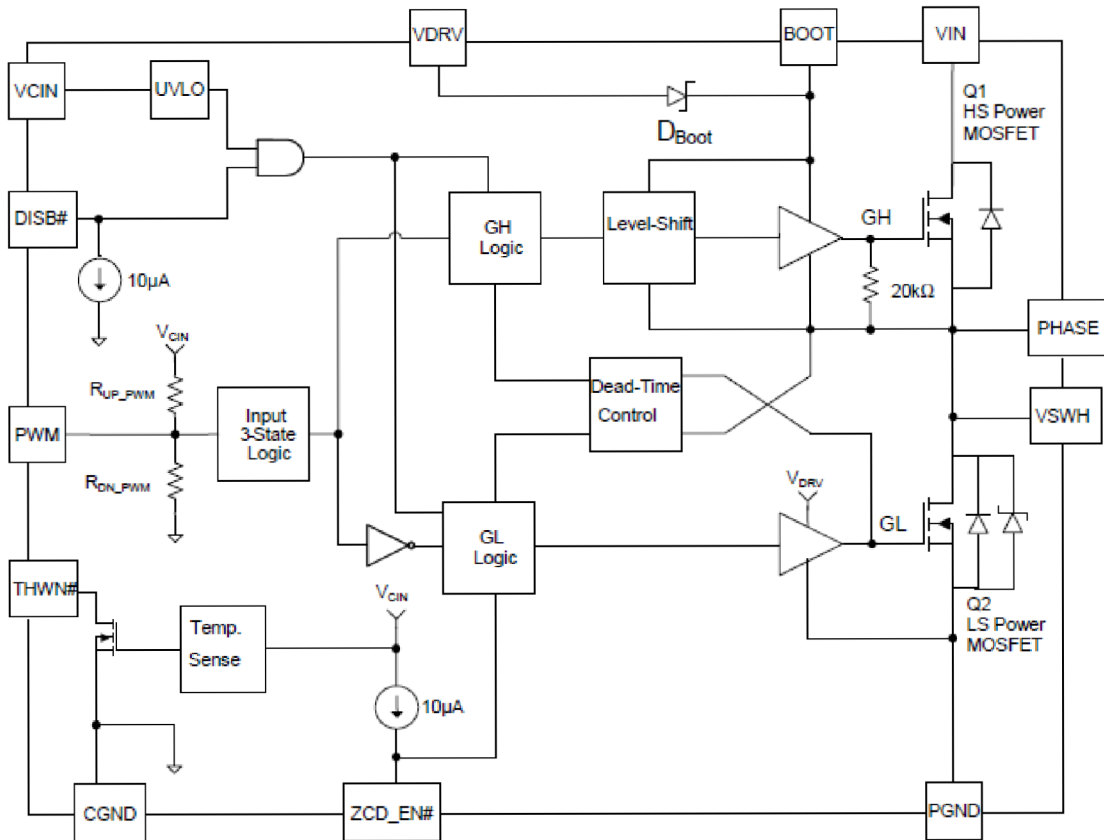 VDRV
BOOT
VIN
VCIN
UVLO
Q1
HS Power
MOSFET
DBoot
DISB#
GH
Logic
Level-Shift
GH
10µA
20kΩ
PHASE
VCIN
RUP_PWM
Dead-Time
Control
Input
3-State
Logic
PWM
VSWH
RDN_PWM
VDRV
GL
GL
Logic
THWN#
VCIN
Q2
LS Power
MOSFET
Temp.
Sense
10µA
CGND
ZCD_EN#
PGND